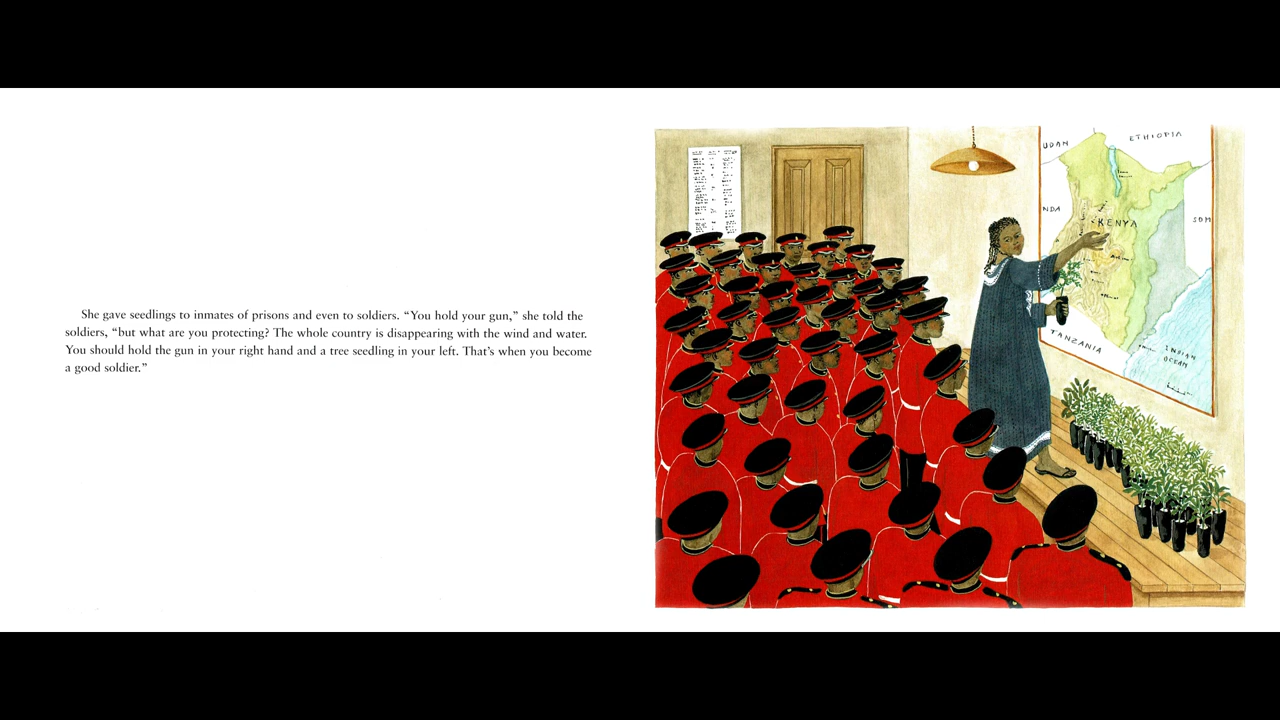 She gave seedlings to inmates of prisons and even to soldiers. “You hold your gun,” she told the
soldiers, “but what are you protecting? The whole country is disappearing with the wind and water.
You should hold the gun in your right hand and a tree seedling in your left. That’s when you become
a good soldier.”
ETHIOPIA
UDAN
NDA
KENYA
SOM
TANZANIA
INDIAN
OCEAN